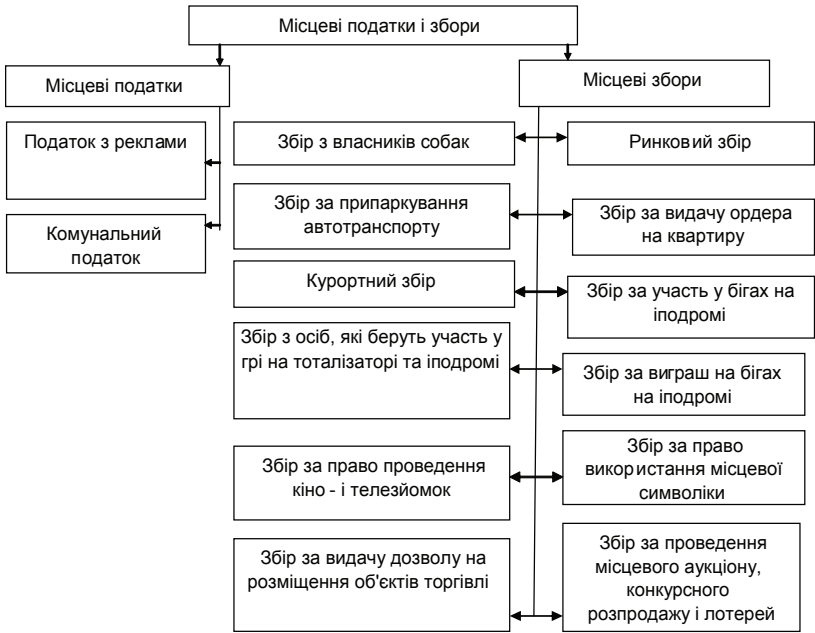 Місцеві податки і збори
Місцеві податки
Місцеві збори
Податок з реклами
Комунальний
податок
Збір з власників собак
Ринковий збір
Збір за припаркування
автотранспорту
Збір за видачу ордера
на квартиру
Курортний збір
Збір за участь у бігах на
іподромі
Збір з осіб, які беруть участь у
грі на тоталізаторі та іподромі
Збір за виграш на бігах
на іподромі
Збір за право проведення
кіно - і телезйомок
Збір за право
використання місцевої
символіки
Збір за видачу дозволу на
розміщення об'єктів торгівлі
Збір за проведення
місцевого аукціону,
конкурсного
розпродажу і лотерей